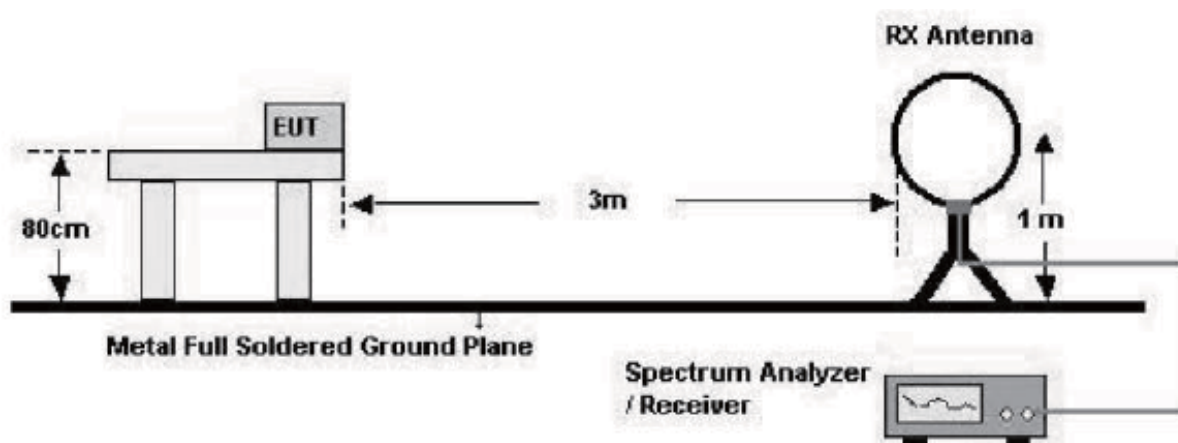 RX Antenna
EUT
80cm
3m
1 m
Metal Full Soldered Ground Plane
Spectrum Analyzer
/ Receiver